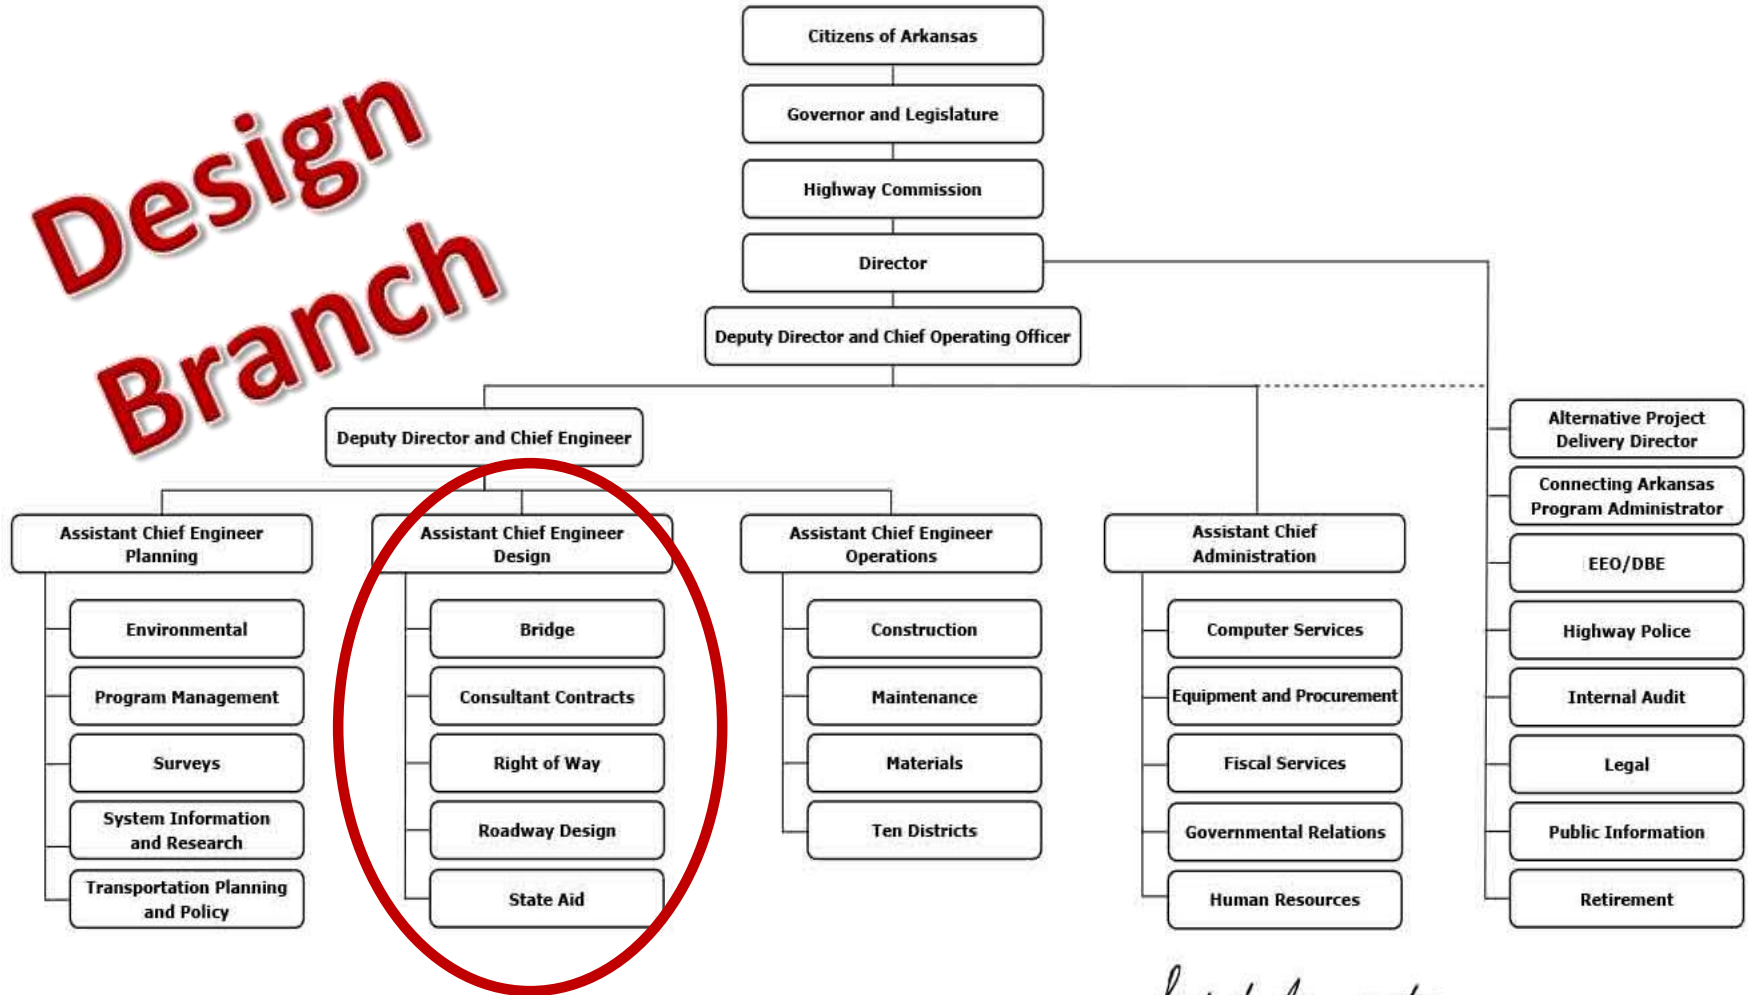 Design
Branch
Citizens of Arkansas
Governor and Legislature
Highway Commission
Director
Deputy Director and Chief Operating Officer
Deputy Director and Chief Engineer
Assistant Chief Engineer
Planning
Environmental
Program Management
Surveys
System Information
and Research
Transportation Planning
and Policy
Assistant Chief Engineer
Design
Bridge
Consultant Contracts
Right of Way
Roadway Design
State Aid
Assistant Chief Engineer
Operations
Construction
Maintenance
Materials
Ten Districts
Assistant Chief
Administration
Computer Services
Equipment and Procurement
Fiscal Services
Governmental Relations
Human Resources
Alternative Project
Delivery Director
Connecting Arkansas
Program Administrator
EEO/DBE
Highway Police
Internal Audit
Legal
Public Information
Retirement